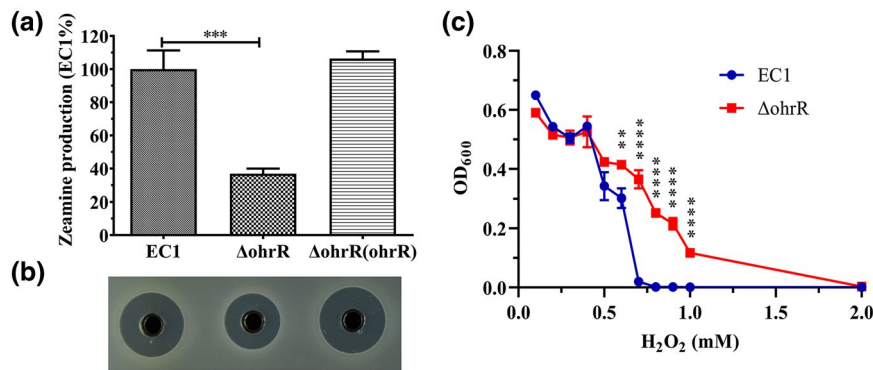 (a)
Zeamine production (EC1%)
120
100
80
60
40
20
0
***
EC1 ΔohrR ΔohrR(ohrR)
(b)
(c)
OD₆₀₀
0.8
0.6
0.4
0.2
0.0
EC1
ΔohrR
**
****
****
****
****
0.0 0.5 1.0 1.5 2.0
H₂O₂ (mM)